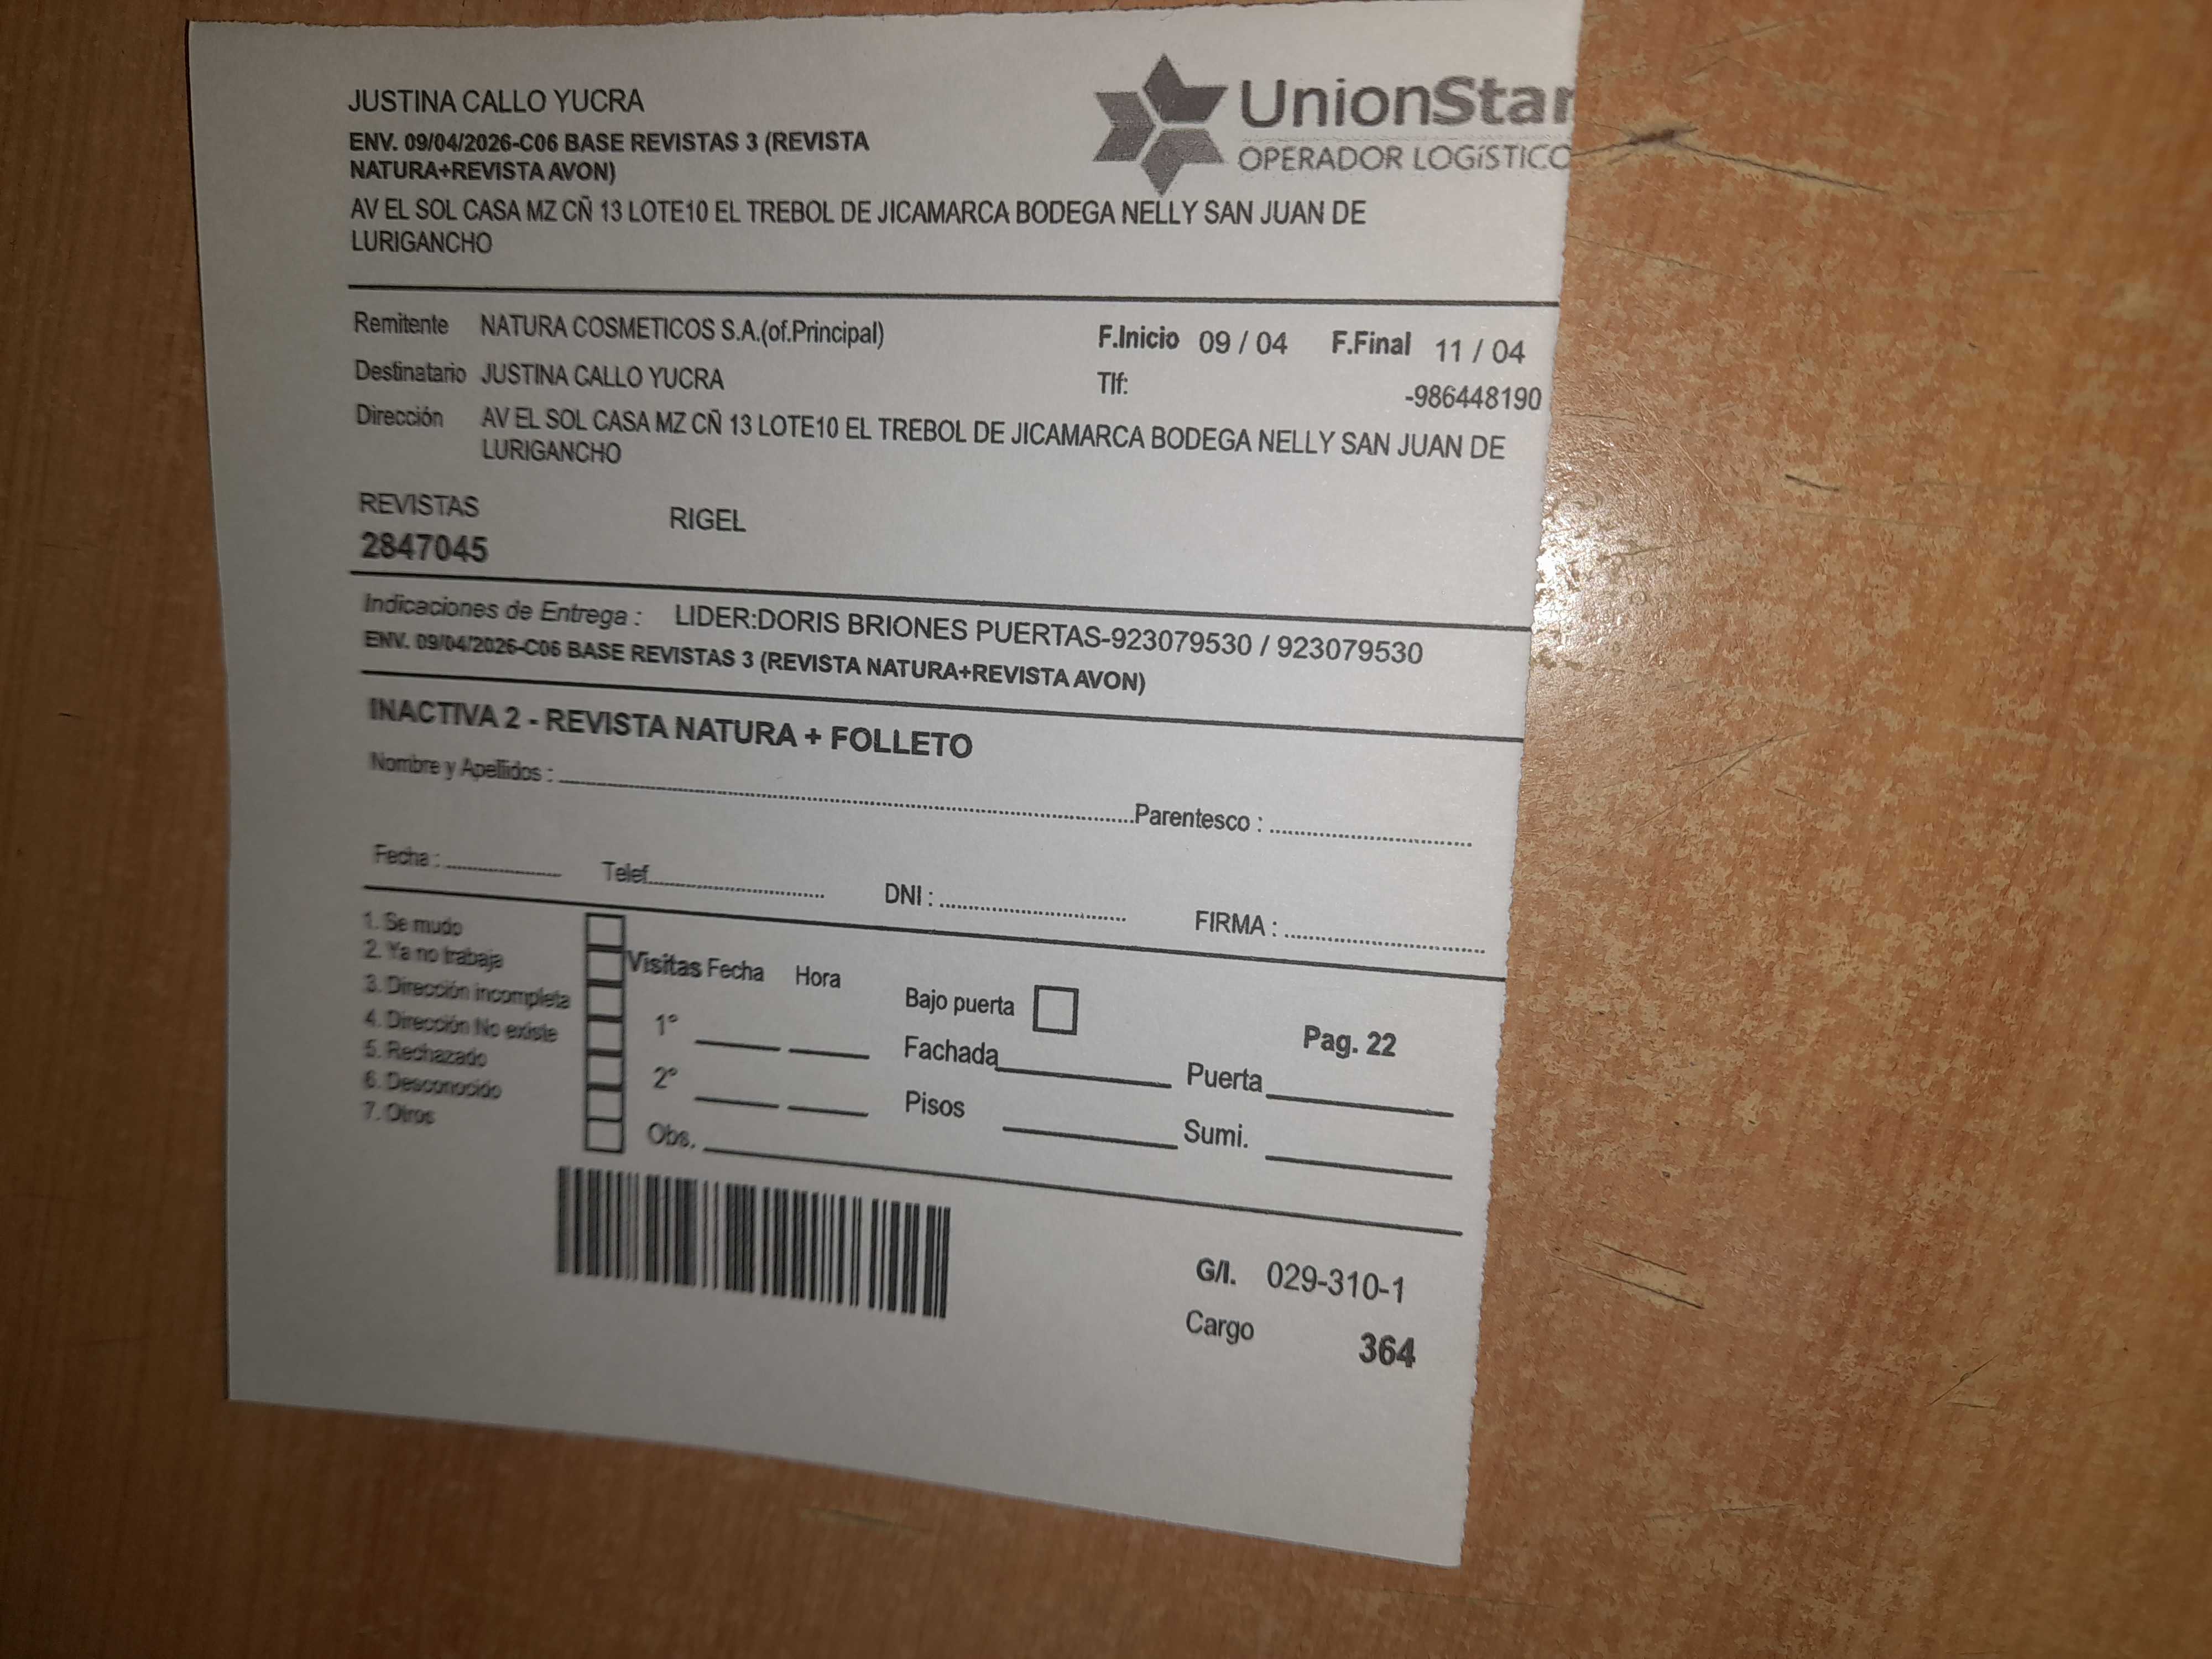 JUSTINA CALLO YUCRA
UnionStar
OPERADOR LOGíSTICO
ENV. 09/04/2026-C06 BASE REVISTAS 3 (REVISTA
NATURA+REVISTA AVON)
AV EL SOL CASA MZ CÑ 13 LOTE10 EL TREBOL DE JICAMARCA BODEGA NELLY SAN JUAN DE
LURIGANCHO
Remitente NATURA COSMETICOS S.A.(of.Principal) F.Inicio 09 / 04 F.Final 11 / 04
Destinatario JUSTINA CALLO YUCRA Tlf: -986448190
Dirección AV EL SOL CASA MZ CÑ 13 LOTE10 EL TREBOL DE JICAMARCA BODEGA NELLY SAN JUAN DE
LURIGANCHO
REVISTAS RIGEL
2847045
Indicaciones de Entrega : LIDER:DORIS BRIONES PUERTAS-923079530 / 923079530
ENV. 09/04/2026-C06 BASE REVISTAS 3 (REVISTA NATURA+REVISTA AVON)
INACTIVA 2 - REVISTA NATURA + FOLLETO
Nombre y Apellidos : Parentesco :
Fecha : Telef. DNI : FIRMA :
1. Se mudo
2. Ya no trabaja
3. Dirección incompleta
4. Dirección No existe
5. Rechazado
6. Desconocido
7. Otros
Visitas Fecha Hora
1°
2°
Obs.
Bajo puerta
Pag. 22
Fachada Puerta
Pisos Sumi.
G/I. 029-310-1
Cargo 364